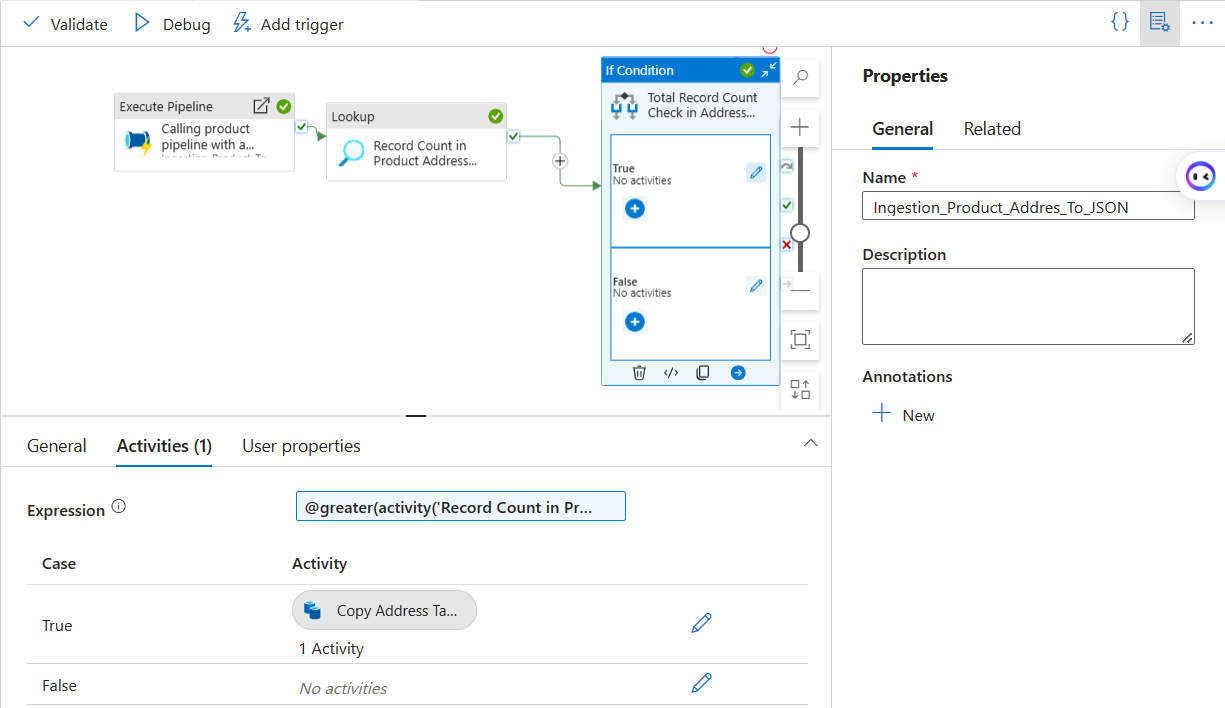 Validate Debug Add trigger
Execute Pipeline
Calling product
pipeline with a...
Lookup
Record Count in
Product Address...
If Condition
Total Record Count
Check in Address...
True
No activities
False
No activities
Properties
General Related
Name *
Ingestion_Product_Addres_To_JSON
Description
Annotations
New
General Activities (1) User properties
Expression @greater(activity('Record Count in Pr...
Case Activity
True Copy Address Ta...
1 Activity
False No activities